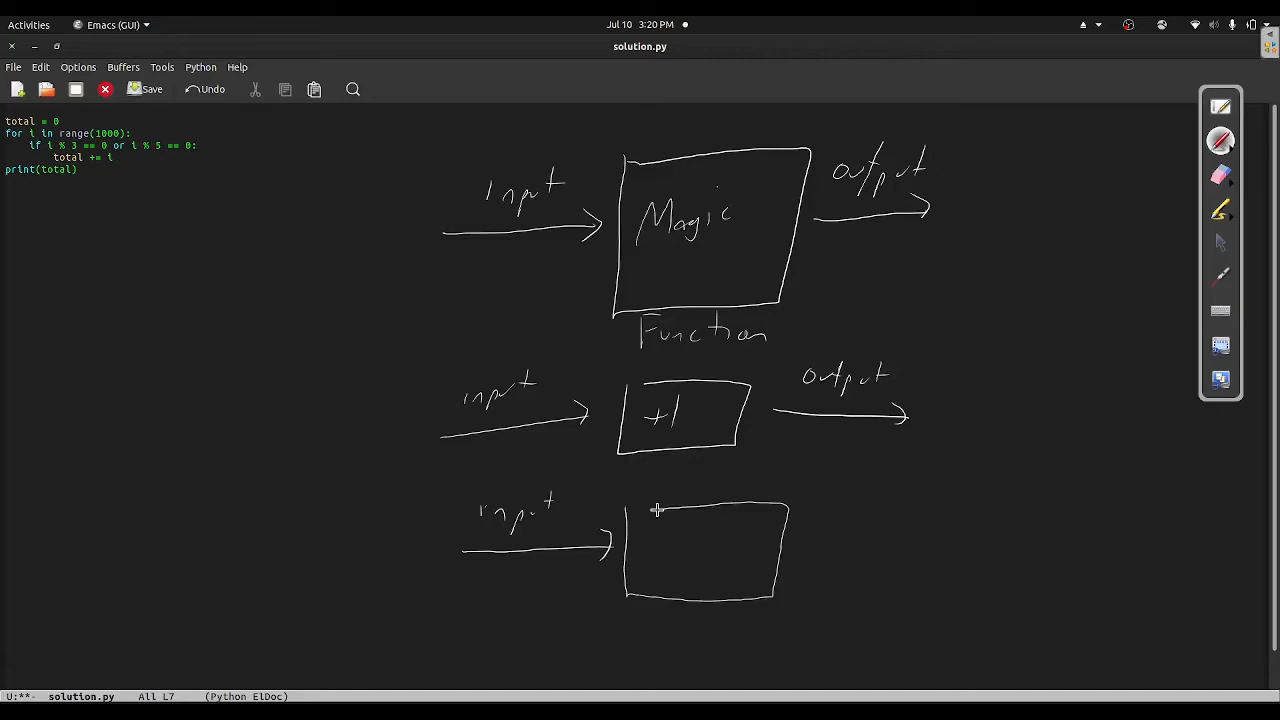 Activities Emacs (GUI) Jul 10 3:20 PM
solution.py
File Edit Options Buffers Tools Python Help
Save Undo
total = 0
for i in range(1000):
    if i % 3 == 0 or i % 5 == 0:
        total += i
print(total)
input Magic output
Function
input +1 output
input
U:**- solution.py All L7 (Python ElDoc)